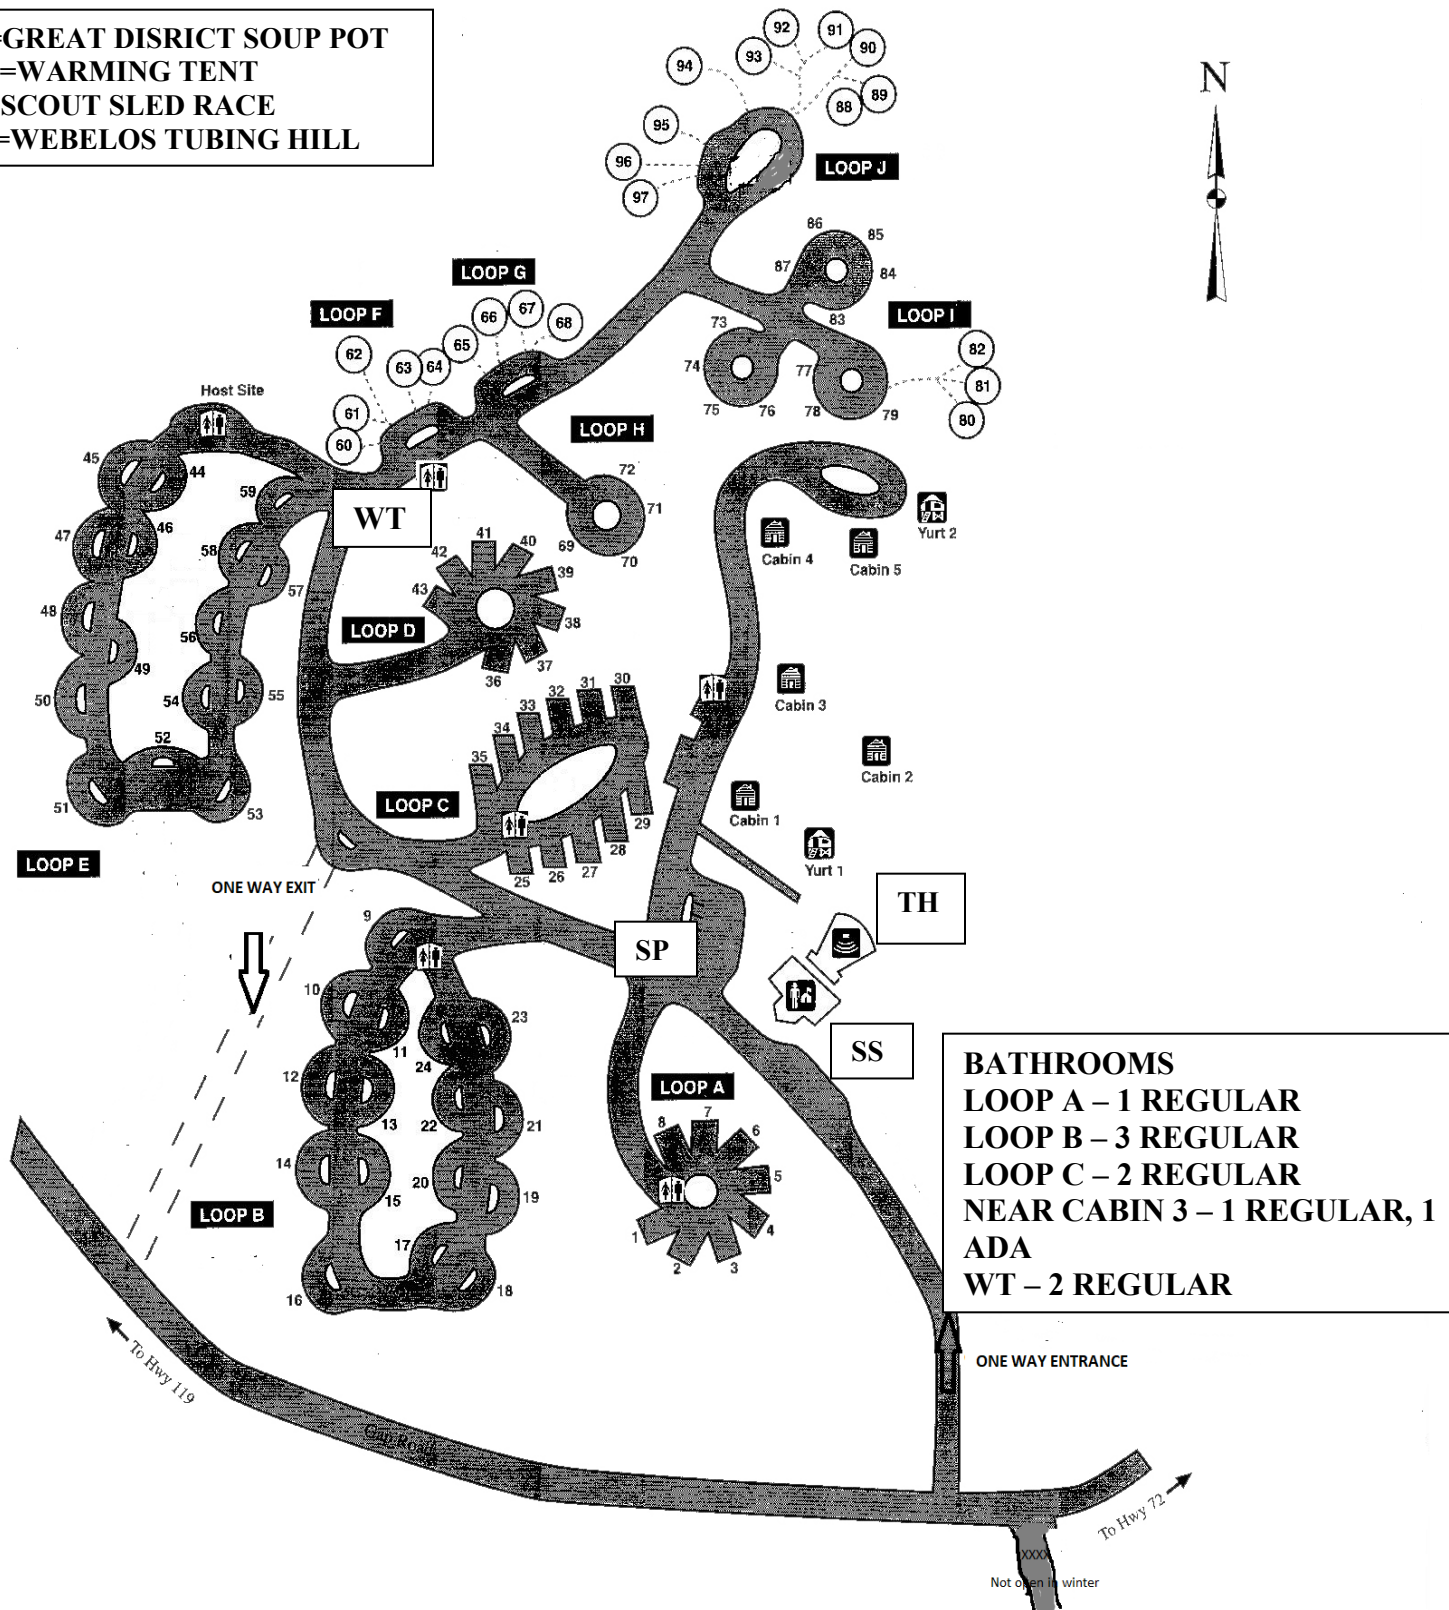 =GREAT DISRICT SOUP POT
=WARMING TENT
SCOUT SLED RACE
=WEBELOS TUBING HILL
N
92
91
90
93
94
88
89
95
96
97
LOOP J
86
85
87
84
83
LOOP I
LOOP G
LOOP F
66
67
68
65
62
63
64
61
60
73
74
75
76
77
78
79
82
81
80
Host Site
LOOP H
72
71
69
70
45
44
59
47
46
58
57
48
56
49
50
54
55
52
51
53
LOOP E
WT
41
40
42
39
43
38
37
36
LOOP D
Cabin 4
Cabin 5
Yurt 2
Cabin 3
Cabin 2
Cabin 1
Yurt 1
30
31
32
33
34
35
LOOP C
29
28
27
26
25
ONE WAY EXIT
TH
SP
SS
9
10
23
11
24
12
13
22
21
14
15
20
19
17
16
18
LOOP B
LOOP A
7
8
6
5
4
1
2
3
BATHROOMS
LOOP A – 1 REGULAR
LOOP B – 3 REGULAR
LOOP C – 2 REGULAR
NEAR CABIN 3 – 1 REGULAR, 1
ADA
WT – 2 REGULAR
ONE WAY ENTRANCE
To Hwy 119
Gap Road
To Hwy 72
XXXX
Not open in winter